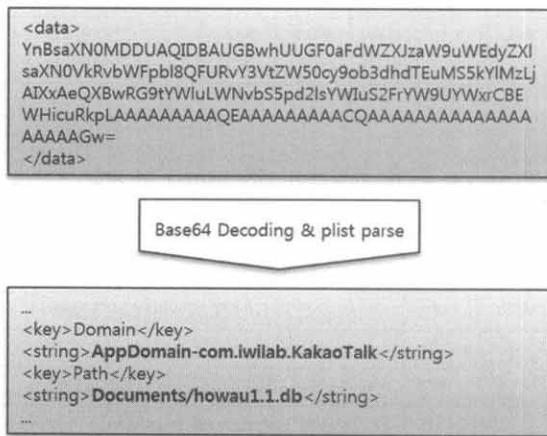 <data>
YnBsaXN0MDDUAQIDBAUGBwhUUGF0aFdWZXJzaW9uWEdyZXl
saXN0VkRvbWFpbl8QFURvY3VtZW50cy9ob3dhdTEuMS5kYlMzLj
AIXxAeQXBwRG9tYWluLWNvbS5pd2lsYWIuS2FrYW9UYWxrCBE
WHicuRkpLAAAAAAAAAQEAAAAAAAAACQAAAAAAAAAAAAAA
AAAAAGw=
</data>
Base64 Decoding & plist parse
...
<key>Domain</key>
<string>AppDomain-com.iwilab.KakaoTalk</string>
<key>Path</key>
<string>Documents/howau1.1.db</string>
...